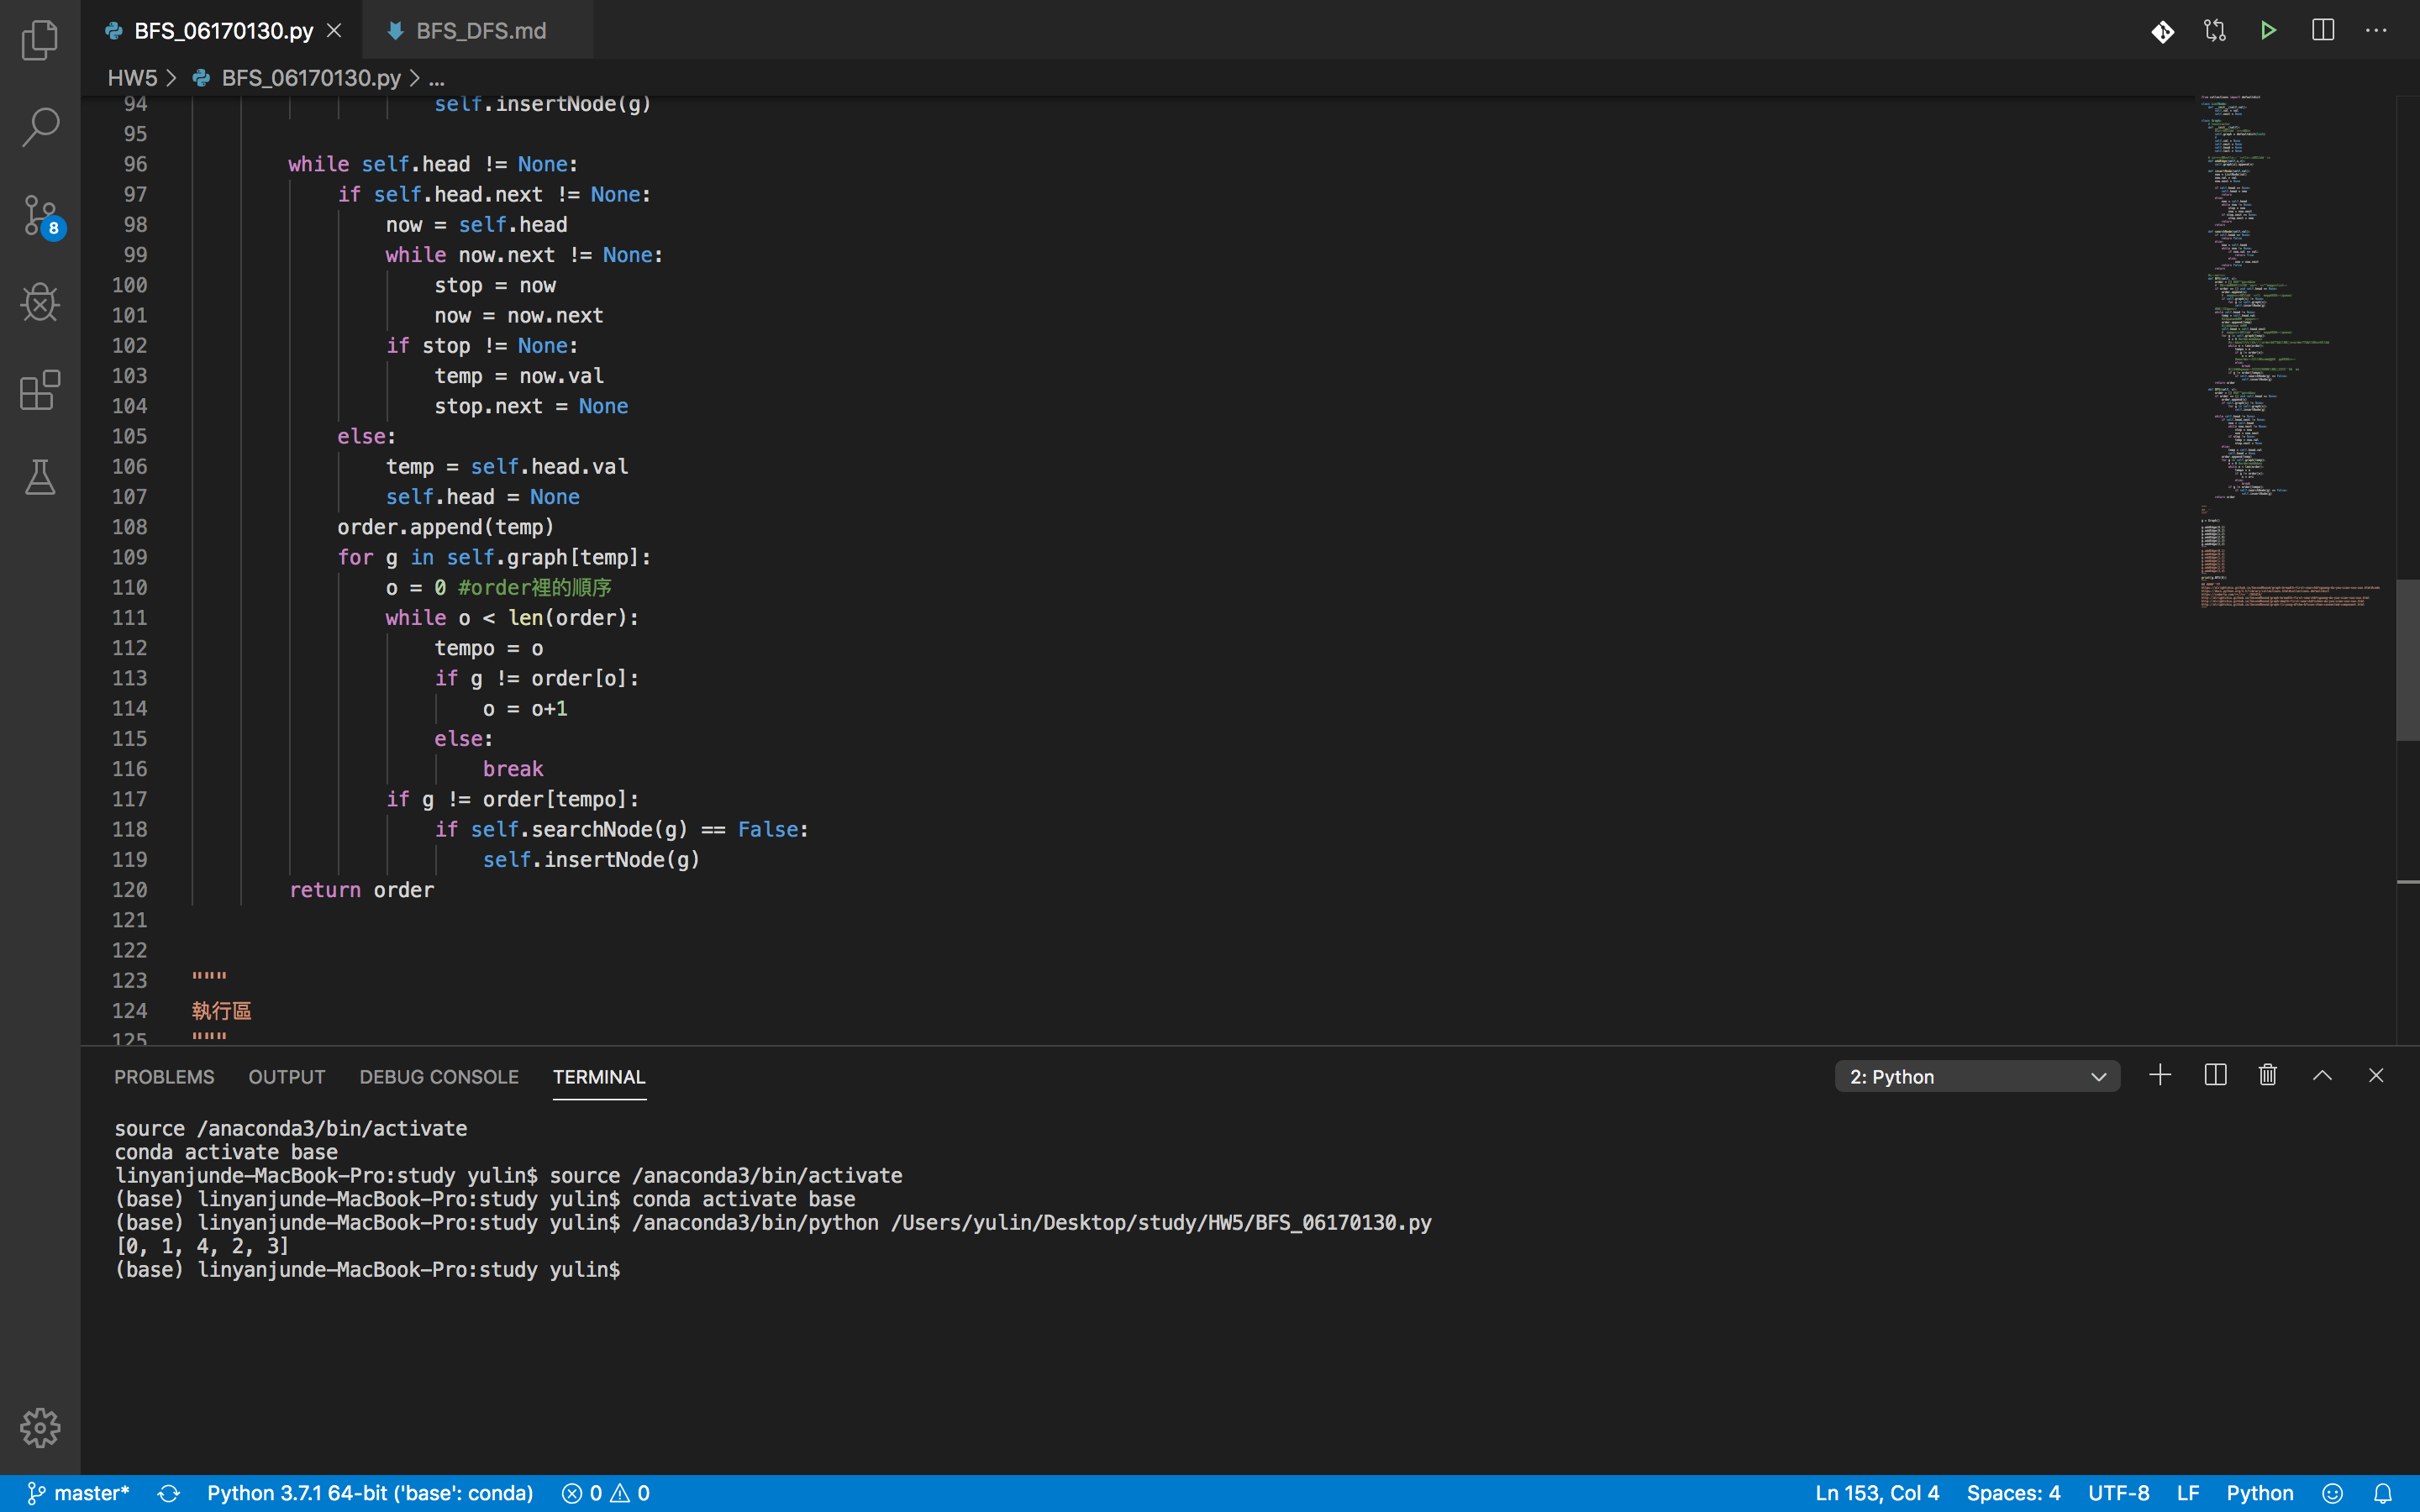 BFS_06170130.py
BFS_DFS.md
HW5 > BFS_06170130.py > ...
8
94 self.insertNode(g)
95
96 while self.head != None:
97 if self.head.next != None:
98 now = self.head
99 while now.next != None:
100 stop = now
101 now = now.next
102 if stop != None:
103 temp = now.val
104 stop.next = None
105 else:
106 temp = self.head.val
107 self.head = None
108 order.append(temp)
109 for g in self.graph[temp]:
110 o = 0 #order裡的順序
111 while o < len(order):
112 tempo = o
113 if g != order[o]:
114 o = o+1
115 else:
116 break
117 if g != order[tempo]:
118 if self.searchNode(g) == False:
119 self.insertNode(g)
120 return order
121
122
123 """
124 執行區
125 """
PROBLEMS OUTPUT DEBUG CONSOLE TERMINAL 2: Python
source /anaconda3/bin/activate
conda activate base
linyanjunde-MacBook-Pro:study yulin$ source /anaconda3/bin/activate
(base) linyanjunde-MacBook-Pro:study yulin$ conda activate base
(base) linyanjunde-MacBook-Pro:study yulin$ /anaconda3/bin/python /Users/yulin/Desktop/study/HW5/BFS_06170130.py
[0, 1, 4, 2, 3]
(base) linyanjunde-MacBook-Pro:study yulin$
master* Python 3.7.1 64-bit ('base': conda) 0 0 Ln 153, Col 4 Spaces: 4 UTF-8 LF Python